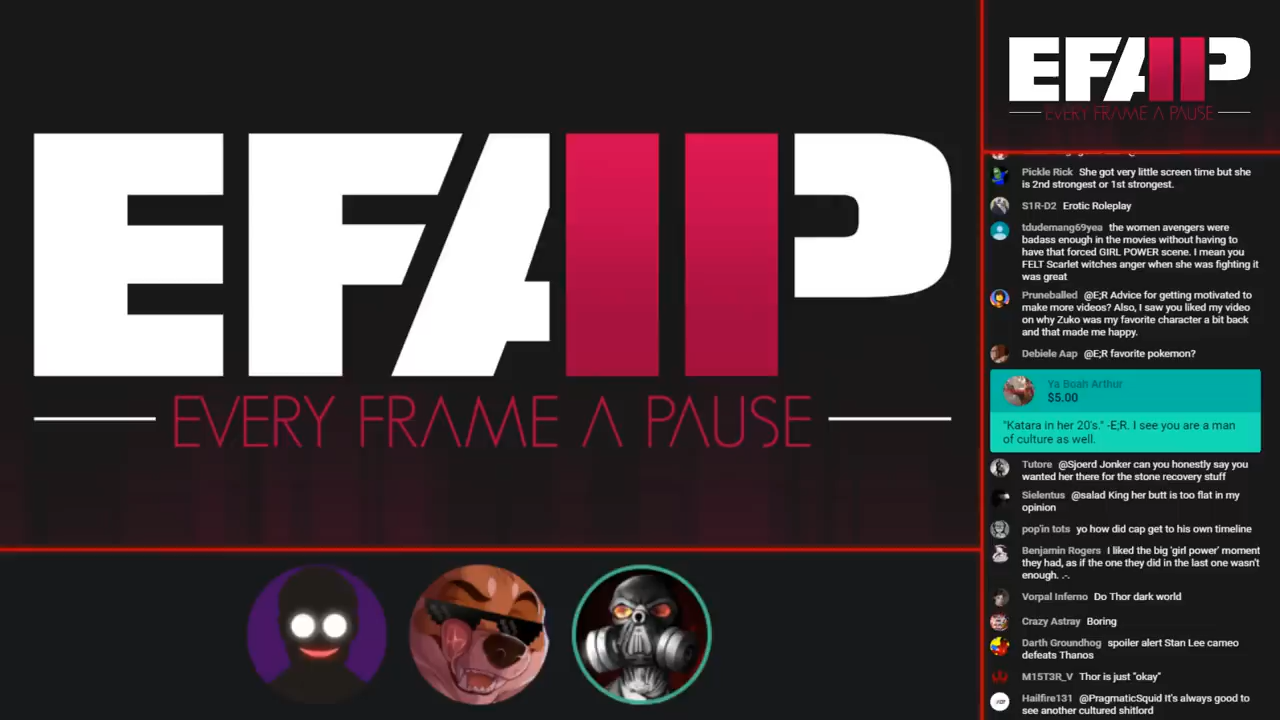 EFAP
EVERY FRAME A PAUSE
EFAP
EVERY FRAME A PAUSE
Pickle Rick She got very little screen time but she
is 2nd strongest or 1st strongest.
S1R-D2 Erotic Roleplay
tdudemang69yea the women avengers were
badass enough in the movies without having to
have that forced GIRL POWER scene. I mean you
FELT Scarlet witches anger when she was fighting it
was great
Pruneballed @E;R Advice for getting motivated to
make more videos? Also, I saw you liked my video
on why Zuko was my favorite character a bit back
and that made me happy.
Debiele Aap @E;R favorite pokemon?
Ya Boah Arthur
$5.00
"Katara in her 20's." -E;R. I see you are a man
of culture as well.
Tutore @Sjoerd Jonker can you honestly say you
wanted her there for the stone recovery stuff
Sielentus @salad King her butt is too flat in my
opinion
pop'in tots yo how did cap get to his own timeline
Benjamin Rogers I liked the big 'girl power' moment
they had, as if the one they did in the last one wasn't
enough. .-.
Vorpal Inferno Do Thor dark world
Crazy Astray Boring
Darth Groundhog spoiler alert Stan Lee cameo
defeats Thanos
M15T3R_V Thor is just "okay"
Hailfire131 @PragmaticSquid It's always good to
see another cultured shitlord